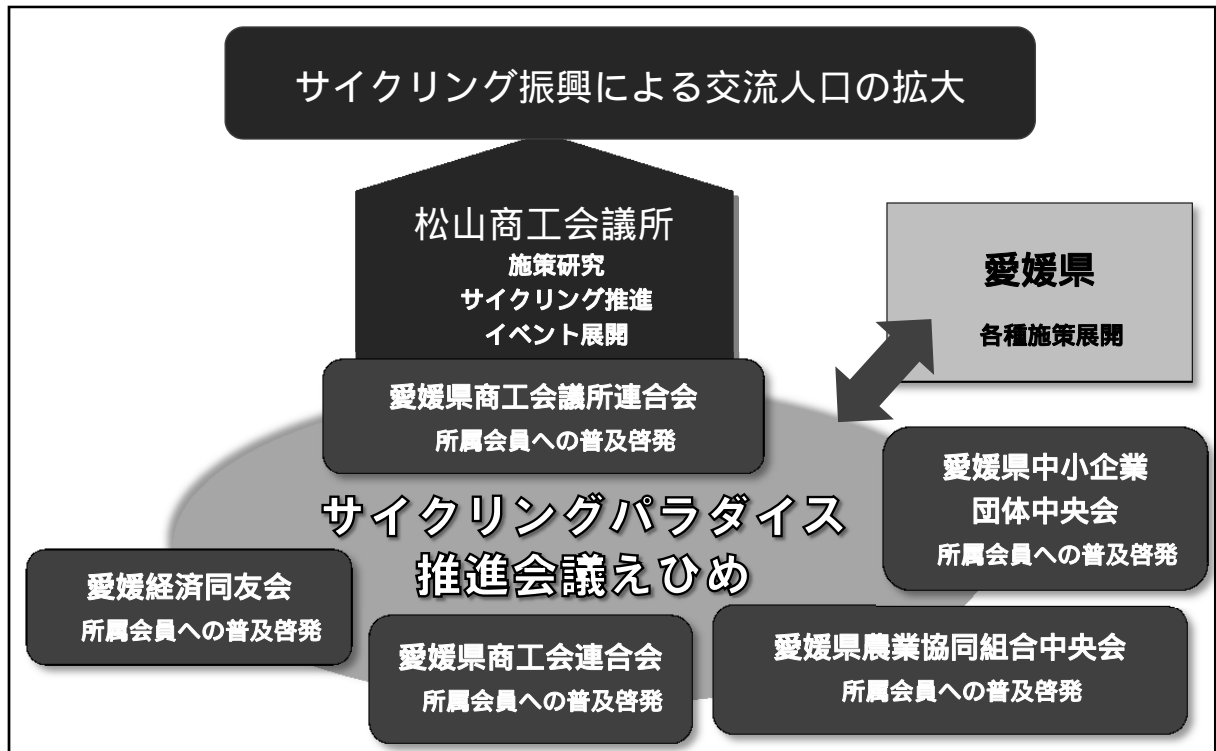 サイクリング振興による交流人口の拡大
松山商工会議所
施策研究
サイクリング推進
イベント展開
愛媛県
各種施策展開
愛媛県商工会議所連合会
所属会員への普及啓発
愛媛県中小企業
団体中央会
所属会員への普及啓発
サイクリングパラダイス
推進会議えひめ
愛媛経済同友会
所属会員への普及啓発
愛媛県商工会連合会
所属会員への普及啓発
愛媛県農業協同組合中央会
所属会員への普及啓発